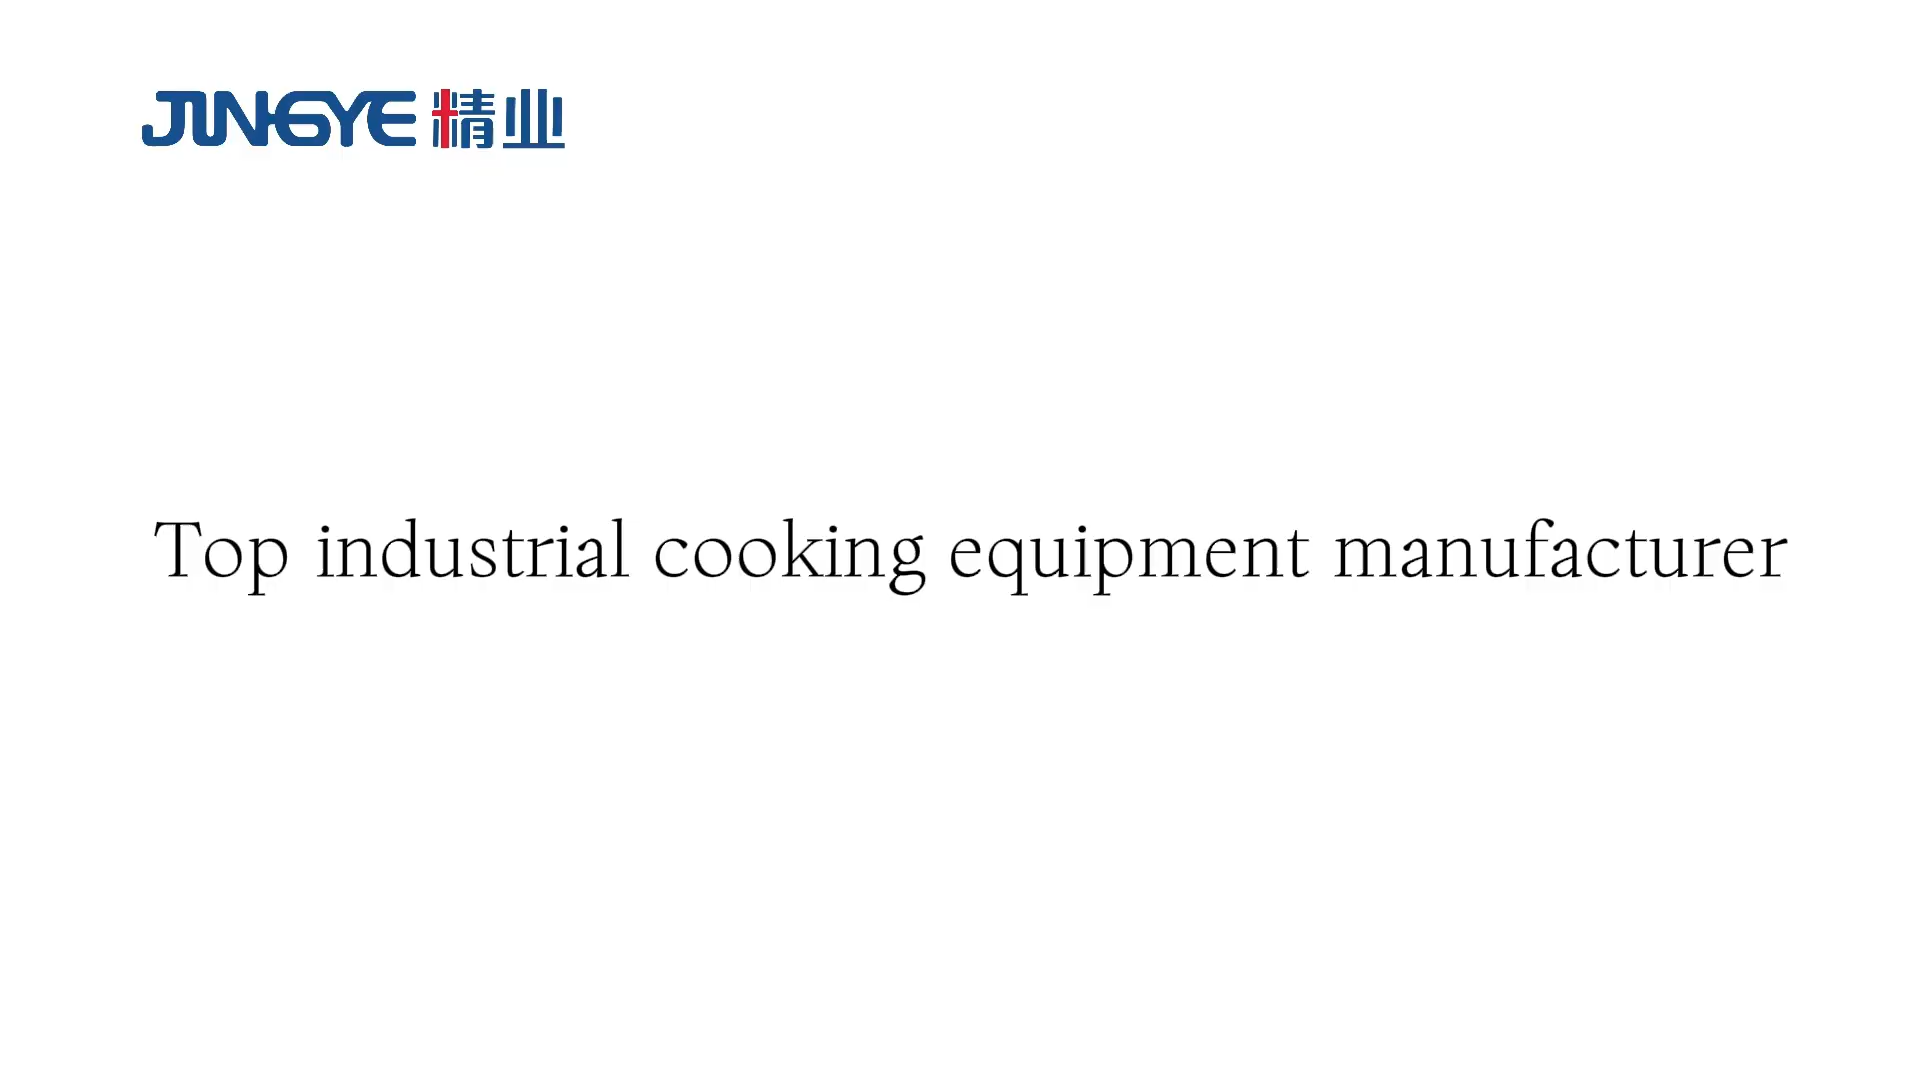 JINGYE 精业
Top industrial cooking equipment manufacturer